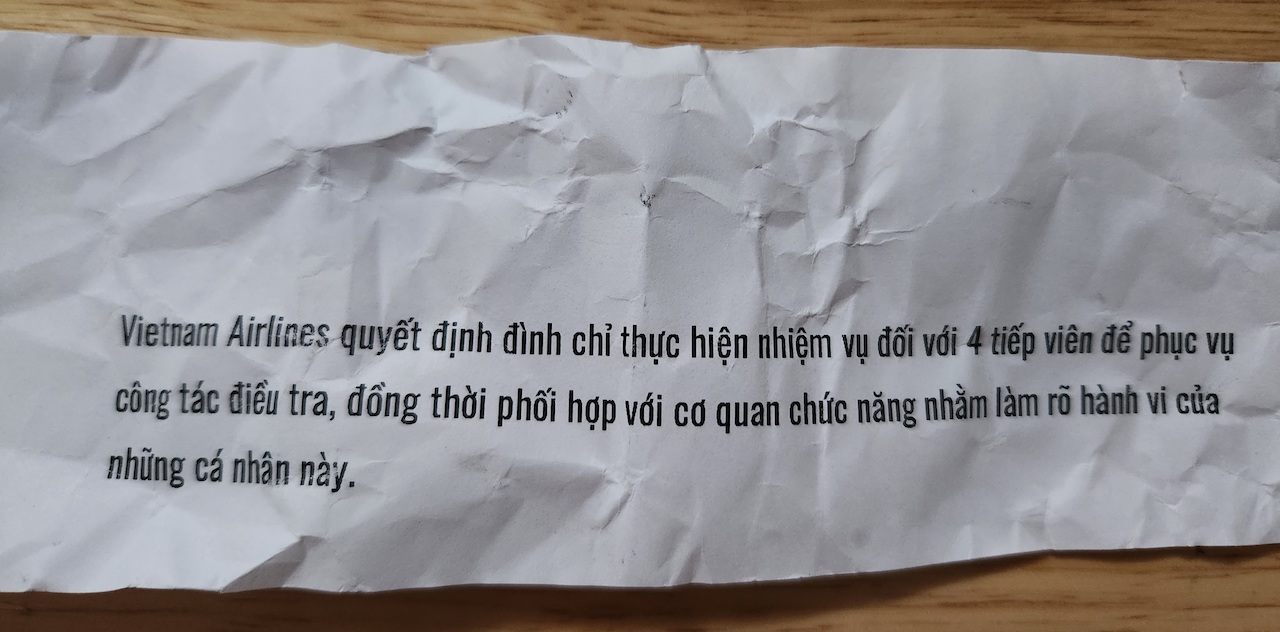 Vietnam Airlines quyết định đình chỉ thực hiện nhiệm vụ đối với 4 tiếp viên để phục vụ
công tác điều tra, đồng thời phối hợp với cơ quan chức năng nhằm làm rõ hành vi của
những cá nhân này.